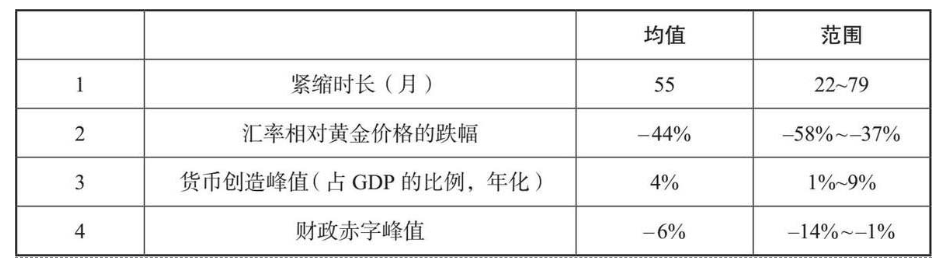 均值 范围
1 紧缩时长（月） 55 22~79
2 汇率相对黄金价格的跌幅 –44% –58%~–37%
3 货币创造峰值（占 GDP 的比例，年化） 4% 1%~9%
4 财政赤字峰值 –6% –14%~–1%